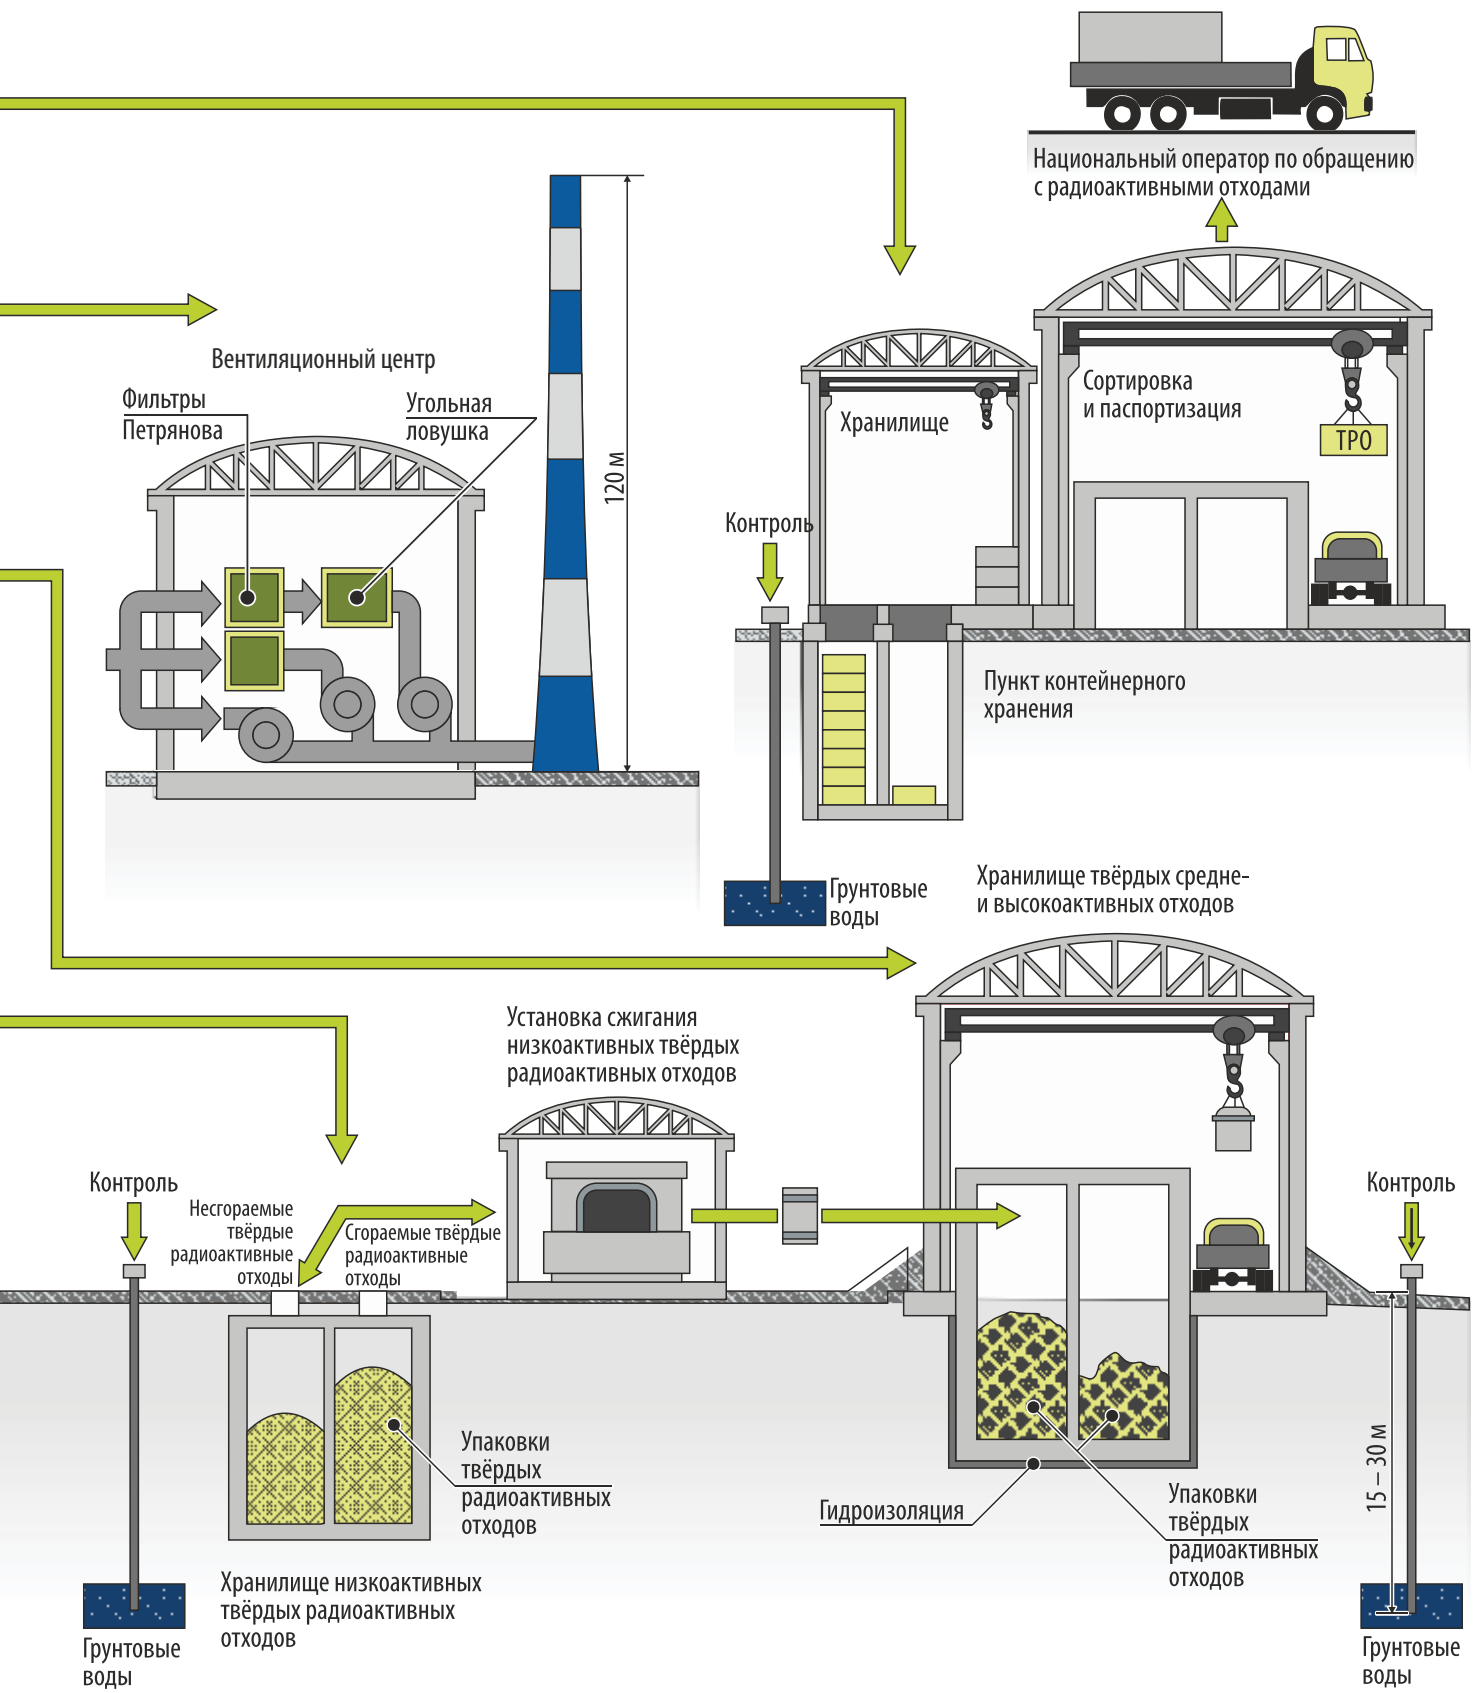 Национальный оператор по обращению
с радиоактивными отходами
Вентиляционный центр
Фильтры
Петрянова
Угольная
ловушка
120 м
Хранилище
Сортировка
и паспортизация
ТРО
Контроль
Пункт контейнерного
хранения
Грунтовые
воды
Хранилище твёрдых средне-
и высокоактивных отходов
Установка сжигания
низкоактивных твёрдых
радиоактивных отходов
Контроль
Несгораемые
твёрдые
радиоактивные
отходы
Сгораемые твёрдые
радиоактивные
отходы
Контроль
Упаковки
твёрдых
радиоактивных
отходов
Гидроизоляция
Упаковки
твёрдых
радиоактивных
отходов
15 – 30 м
Хранилище низкоактивных
твёрдых радиоактивных
отходов
Грунтовые
воды
Грунтовые
воды